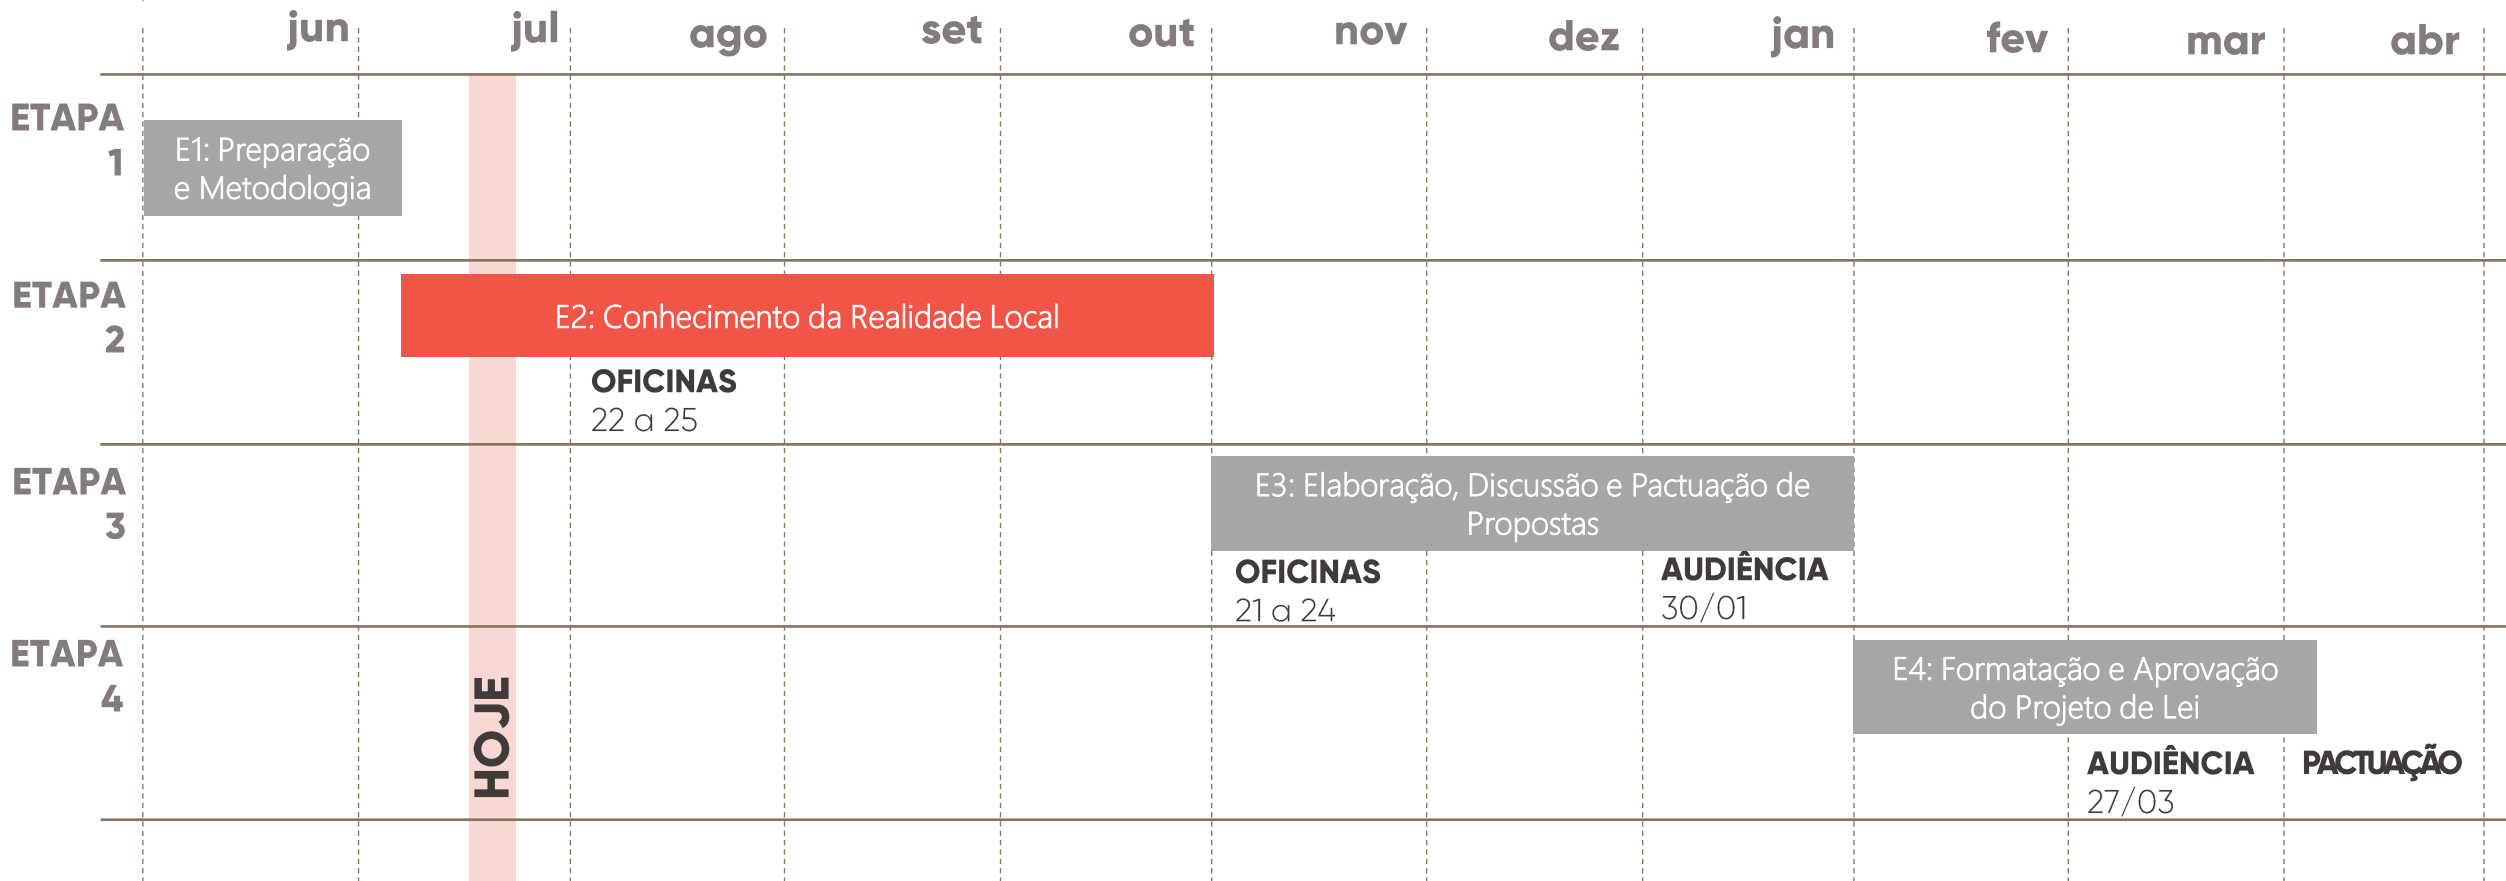 jun jul ago set out nov dez jan fev mar abr
ETAPA
1
E1: Preparação
e Metodologia
ETAPA
2
E2: Conhecimento da Realidade Local
OFICINAS
22 a 25
ETAPA
3
E3: Elaboração, Discussão e Pactuação de
Propostas
OFICINAS
21 a 24
AUDIÊNCIA
30/01
ETAPA
4
E4: Formatação e Aprovação
do Projeto de Lei
AUDIÊNCIA
27/03
PACTUAÇÃO
HOJE